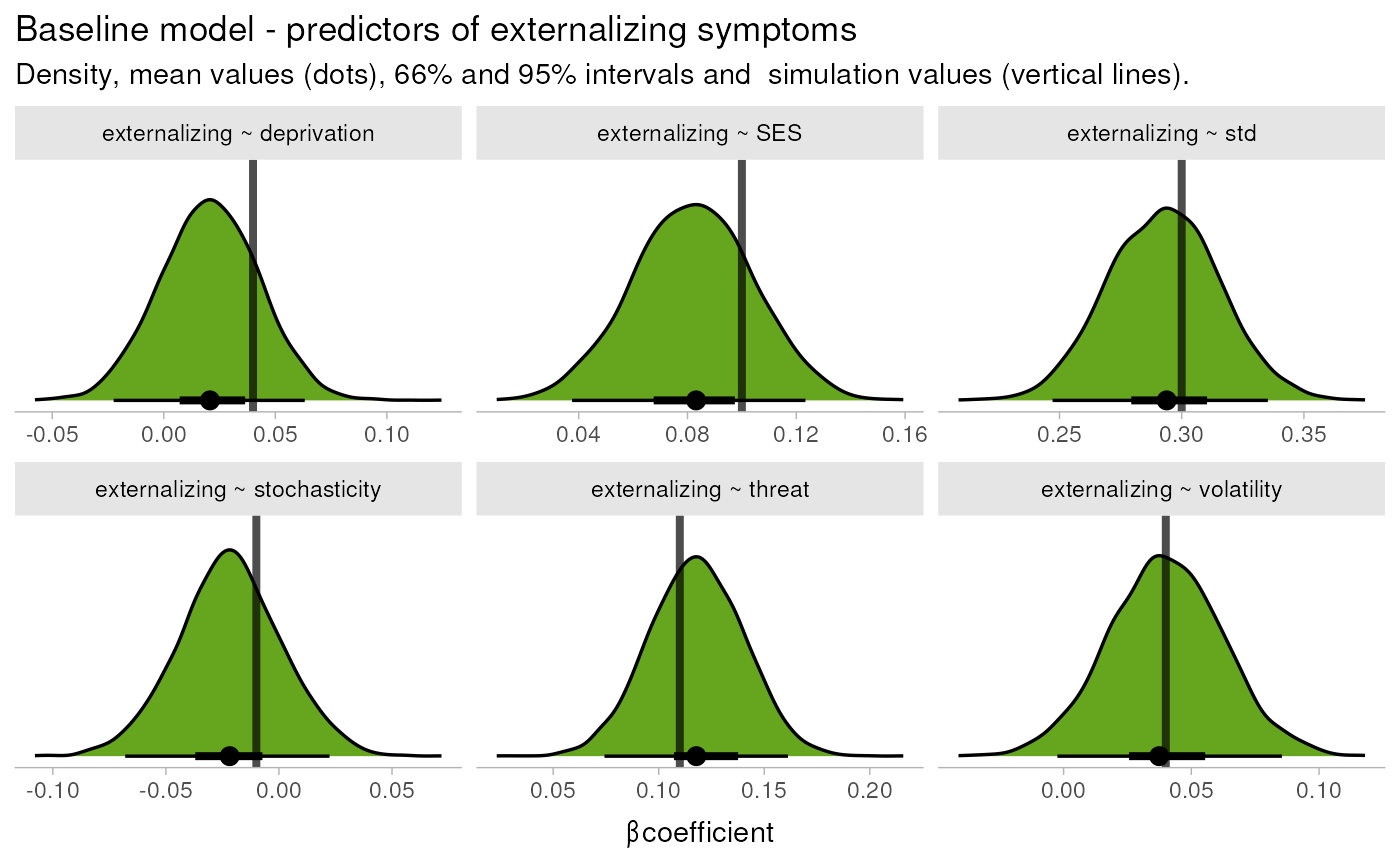 Baseline model - predictors of externalizing symptoms
Density, mean values (dots), 66% and 95% intervals and  simulation values (vertical lines).
externalizing ~ deprivation
externalizing ~ SES
externalizing ~ std
-0.05 0.00 0.05 0.10
0.04 0.08 0.12 0.16
0.25 0.30 0.35
externalizing ~ stochasticity
externalizing ~ threat
externalizing ~ volatility
-0.10 -0.05 0.00 0.05
0.05 0.10 0.15 0.20
0.00 0.05 0.10
βcoefficient